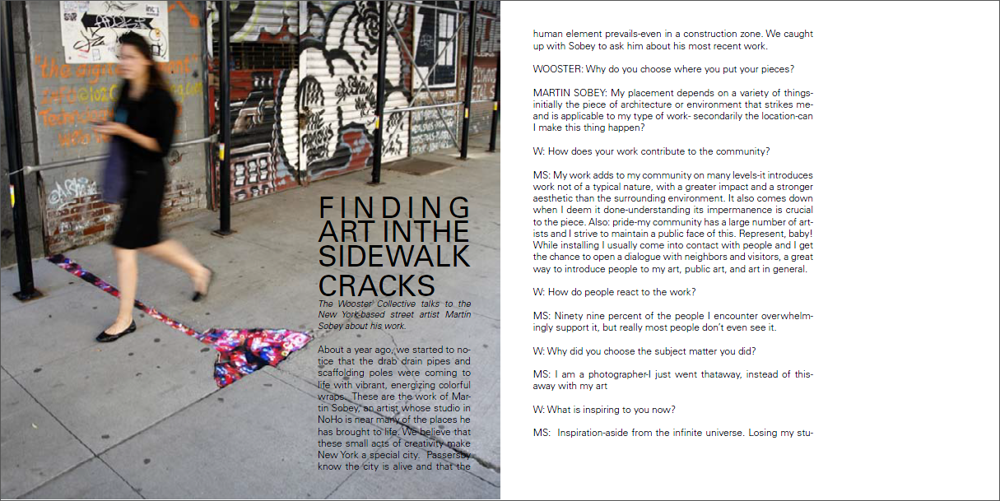 "the digital
FINDING
ART INTHE
SIDEWALK
CRACKS
The Wooster Collective talks to the
New York-based street artist Martin
Sobey about his work.
About a year ago, we started to no-
tice that the drab drain pipes and
scaffolding poles were coming to
life with vibrant, energizing colorful
wraps.  These are the work of Mar-
tin Sobey, an artist whose studio in
NoHo is near many of the places he
has brought to life. We believe that
these small acts of creativity make
New York a special city.  Passersby
know the city is alive and that the
human element prevails-even in a construction zone. We caught
up with Sobey to ask him about his most recent work.
WOOSTER: Why do you choose where you put your pieces?
MARTIN SOBEY: My placement depends on a variety of things-
initially the piece of architecture or environment that strikes me-
and is applicable to my type of work- secondarily the location-can
I make this thing happen?
W: How does your work contribute to the community?
MS: My work adds to my community on many levels-it introduces
work not of a typical nature, with a greater impact and a stronger
aesthetic than the surrounding environment. It also comes down
when I deem it done-understanding its impermanence is crucial
to the piece. Also: pride-my community has a large number of art-
ists and I strive to maintain a public face of this. Represent, baby!
While installing I usually come into contact with people and I get
the chance to open a dialogue with neighbors and visitors, a great
way to introduce people to my art, public art, and art in general.
W: How do people react to the work?
MS: Ninety nine percent of the people I encounter overwhelm-
ingly support it, but really most people don't even see it.
W: Why did you choose the subject matter you did?
MS: I am a photographer-I just went thataway, instead of this-
away with my art
W: What is inspiring to you now?
MS:  Inspiration-aside from the infinite universe. Losing my stu-